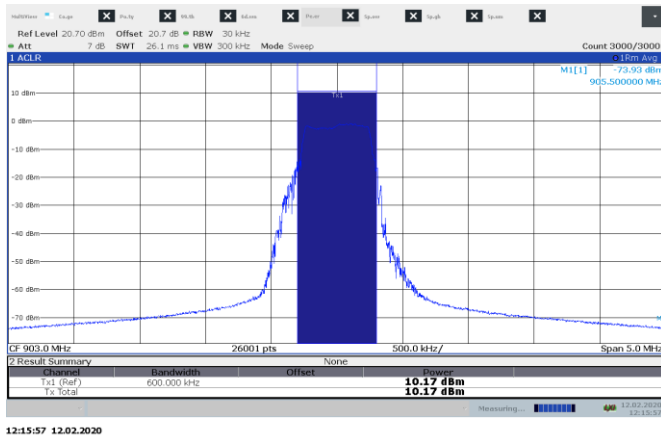 MultiView
Ref Level 20.70 dBm Offset 20.7 dB RBW 30 kHz
Att 7 dB SWT 26.1 ms VBW 300 kHz Mode Sweep Count 3000/3000
1 ACLR 1Rm Avg
M1[1] -73.93 dBm
905.500000 MHz
Tx1
10 dBm
0 dBm
-10 dBm
-20 dBm
-30 dBm
-40 dBm
-50 dBm
-60 dBm
-70 dBm
CF 903.0 MHz 26001 pts 500.0 kHz/ Span 5.0 MHz
2 Result Summary None
Channel Bandwidth Offset Power
Tx1 (Ref) 600.000 kHz 10.17 dBm
Tx Total 10.17 dBm
Measuring... 12.02.2020
12:15:57
12:15:57 12.02.2020